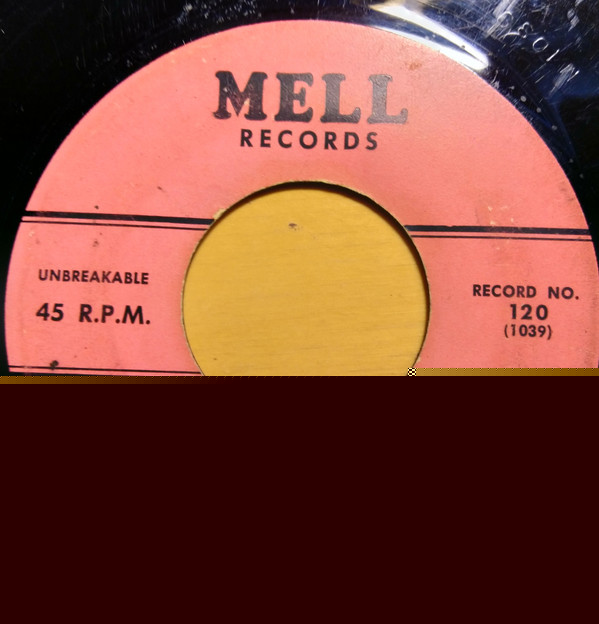 MELL
RECORDS
UNBREAKABLE
45 R.P.M.
RECORD NO.
120
(1039)